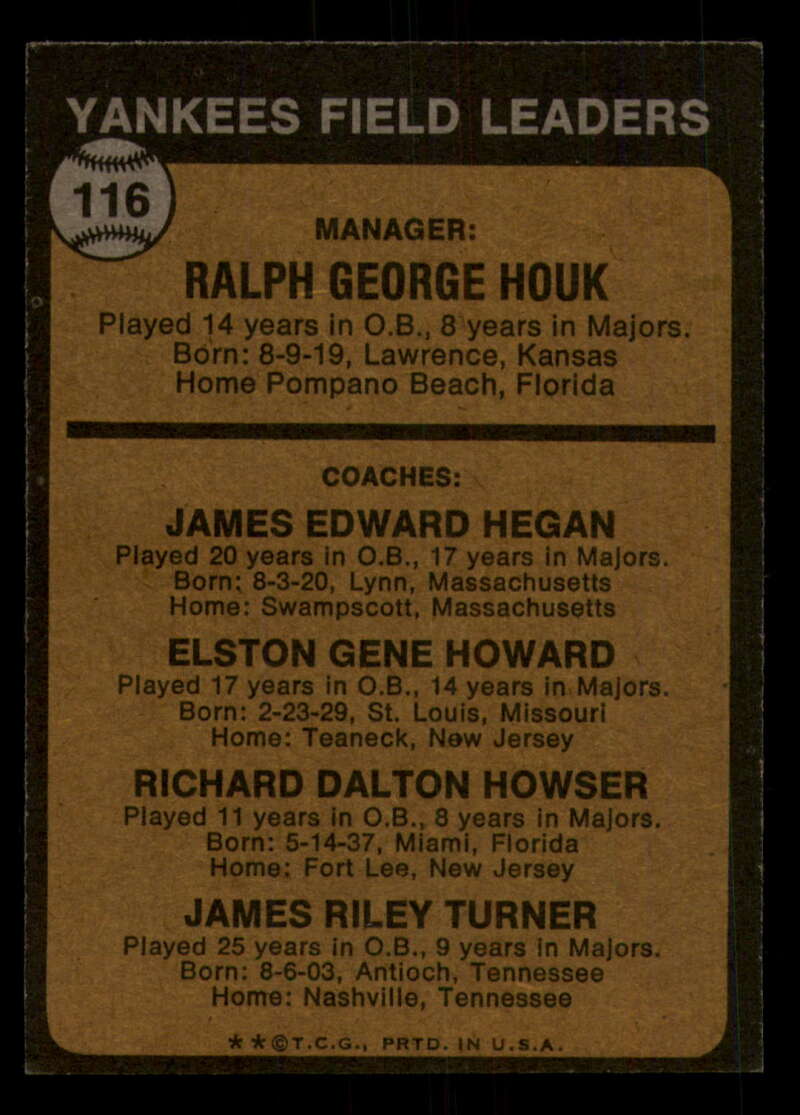 YANKEES FIELD LEADERS
116
MANAGER:
RALPH GEORGE HOUK
Played 14 years in O.B., 8 years in Majors.
Born: 8-9-19, Lawrence, Kansas
Home Pompano Beach, Florida
COACHES:
JAMES EDWARD HEGAN
Played 20 years in O.B., 17 years in Majors.
Born: 8-3-20, Lynn, Massachusetts
Home: Swampscott, Massachusetts
ELSTON GENE HOWARD
Played 17 years in O.B., 14 years in Majors.
Born: 2-23-29, St. Louis, Missouri
Home: Teaneck, New Jersey
RICHARD DALTON HOWSER
Played 11 years in O.B., 8 years in Majors.
Born: 5-14-37, Miami, Florida
Home: Fort Lee, New Jersey
JAMES RILEY TURNER
Played 25 years in O.B., 9 years in Majors.
Born: 8-6-03, Antioch, Tennessee
Home: Nashville, Tennessee
* * © T.C.G., PRTD. IN U.S.A.